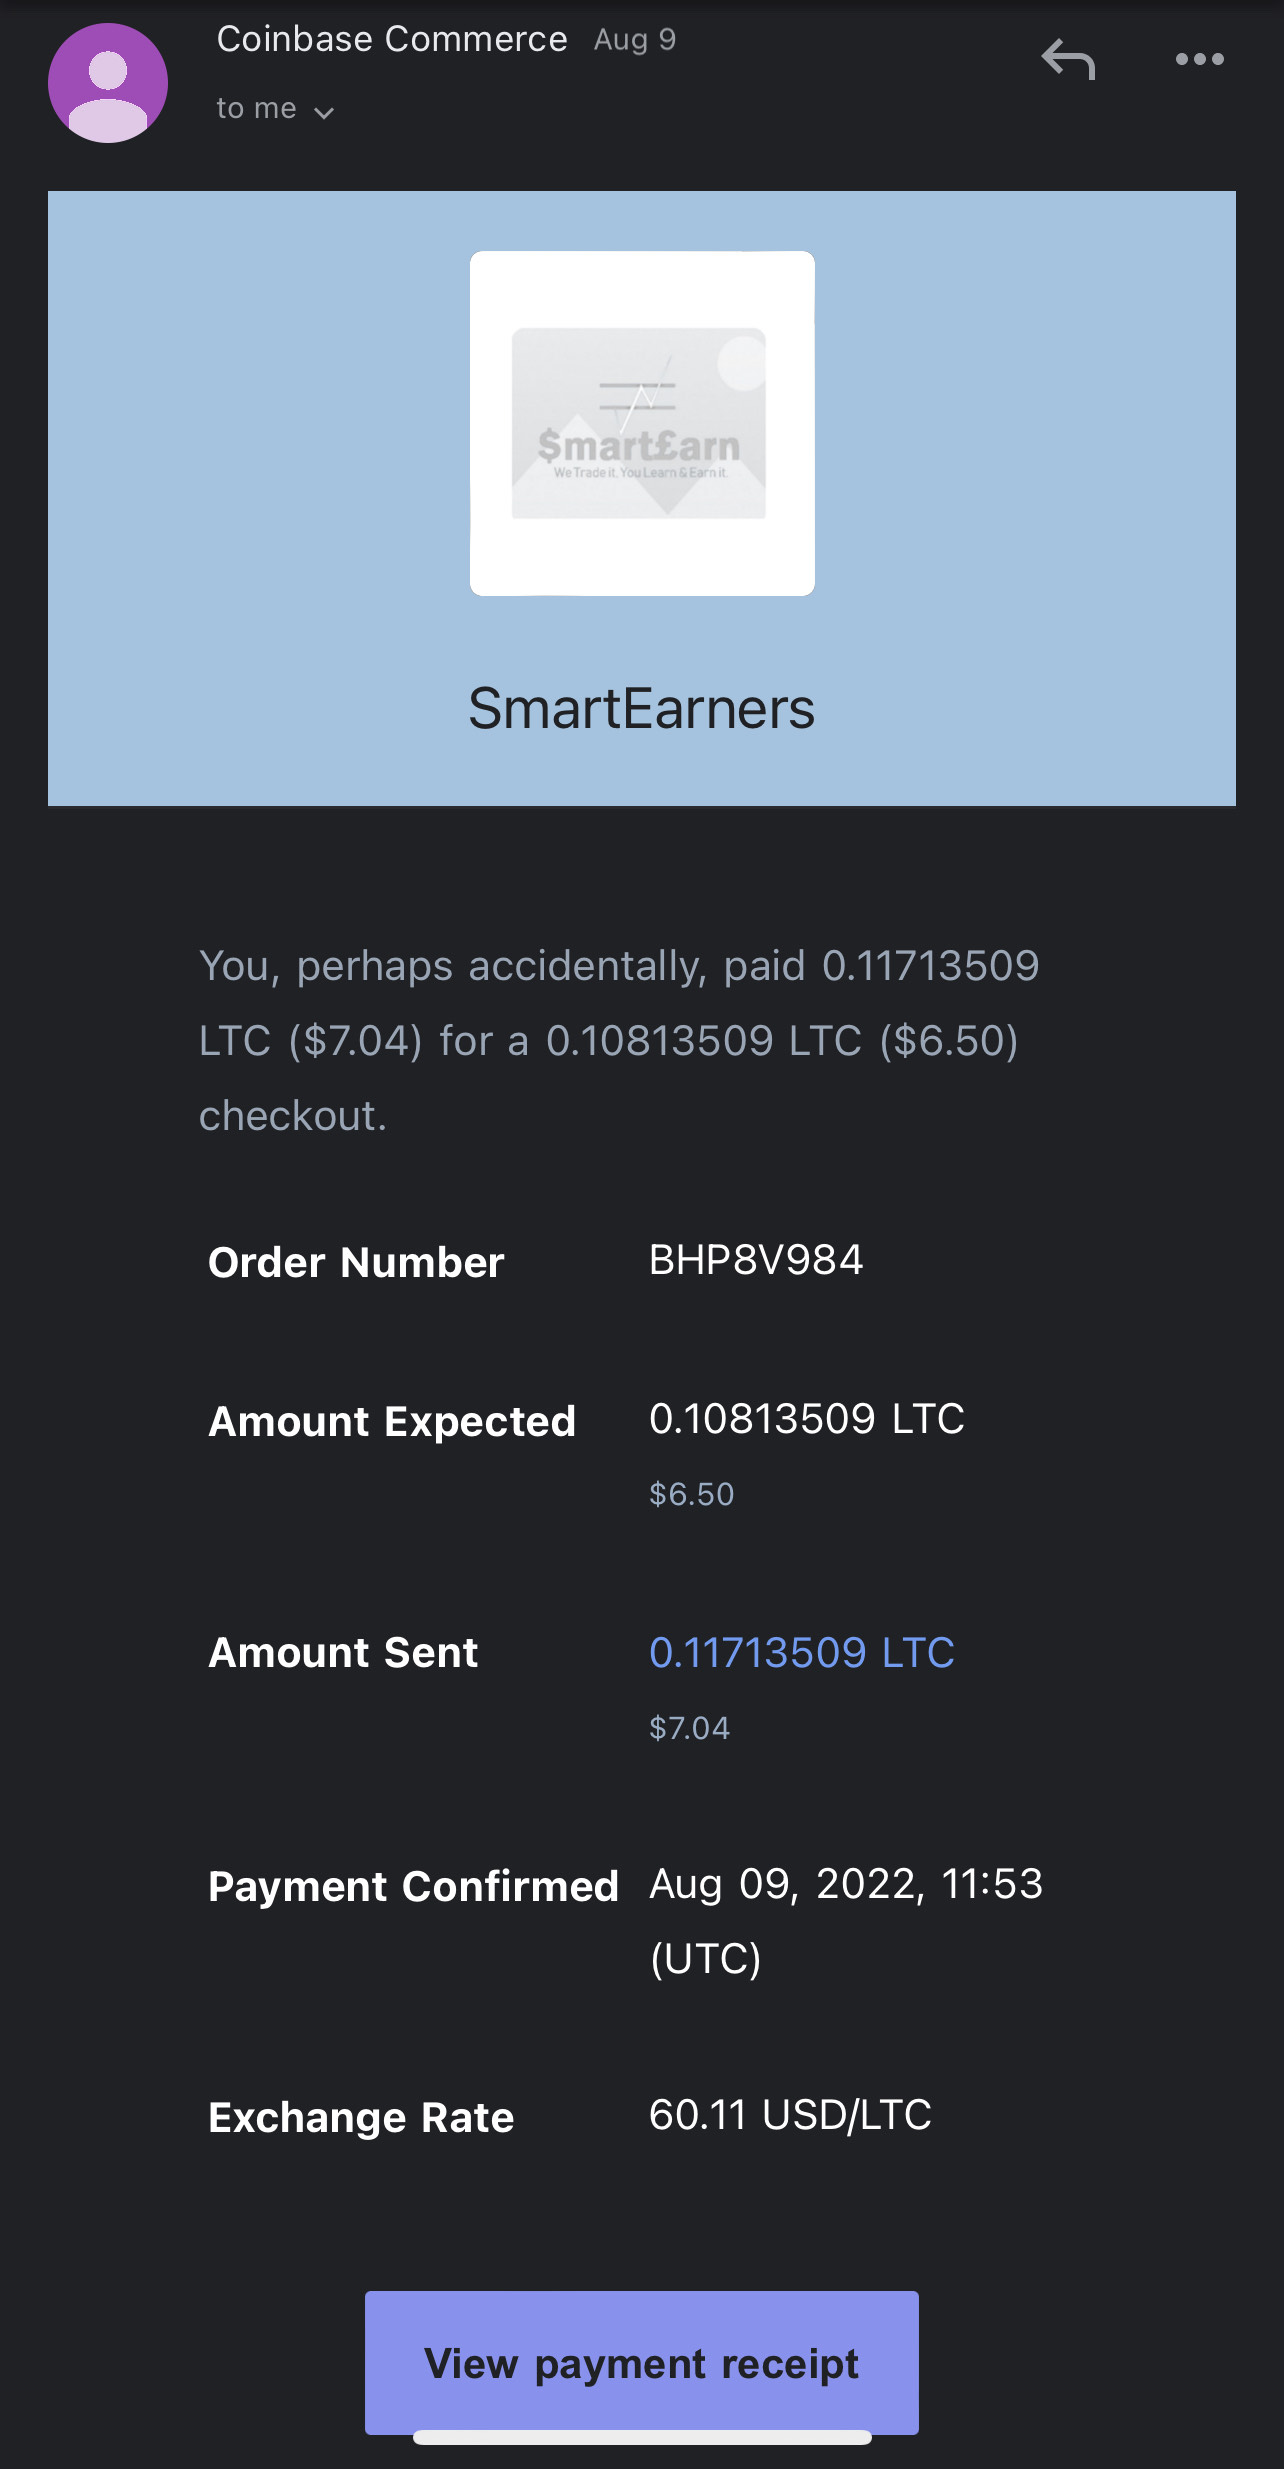 Coinbase Commerce Aug 9
to me
$mart£arn
We Trade it, You Learn & Earn it.
SmartEarners
You, perhaps accidentally, paid 0.11713509
LTC ($7.04) for a 0.10813509 LTC ($6.50)
checkout.
Order Number BHP8V984
Amount Expected 0.10813509 LTC
$6.50
Amount Sent 0.11713509 LTC
$7.04
Payment Confirmed Aug 09, 2022, 11:53
(UTC)
Exchange Rate 60.11 USD/LTC
View payment receipt